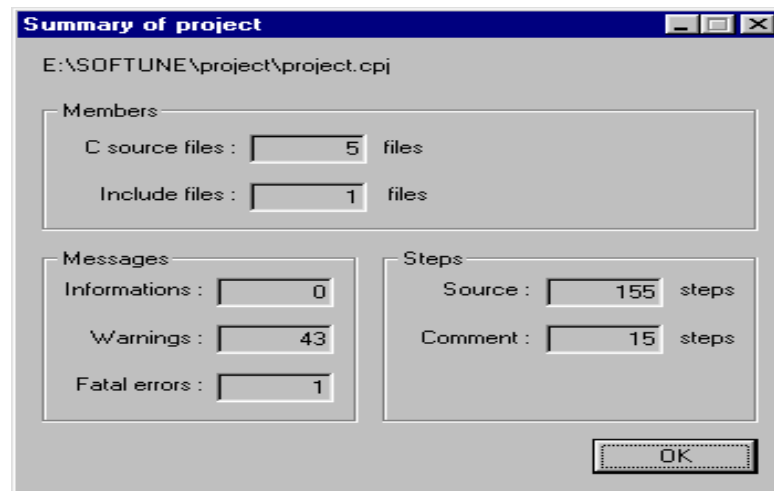 Summary of project
E:\SOFTUNE\project\project.cpj
Members
C source files : 5 files
Include files : 1 files
Messages
Informations : 0
Warnings : 43
Fatal errors : 1
Steps
Source : 155 steps
Comment : 15 steps
OK